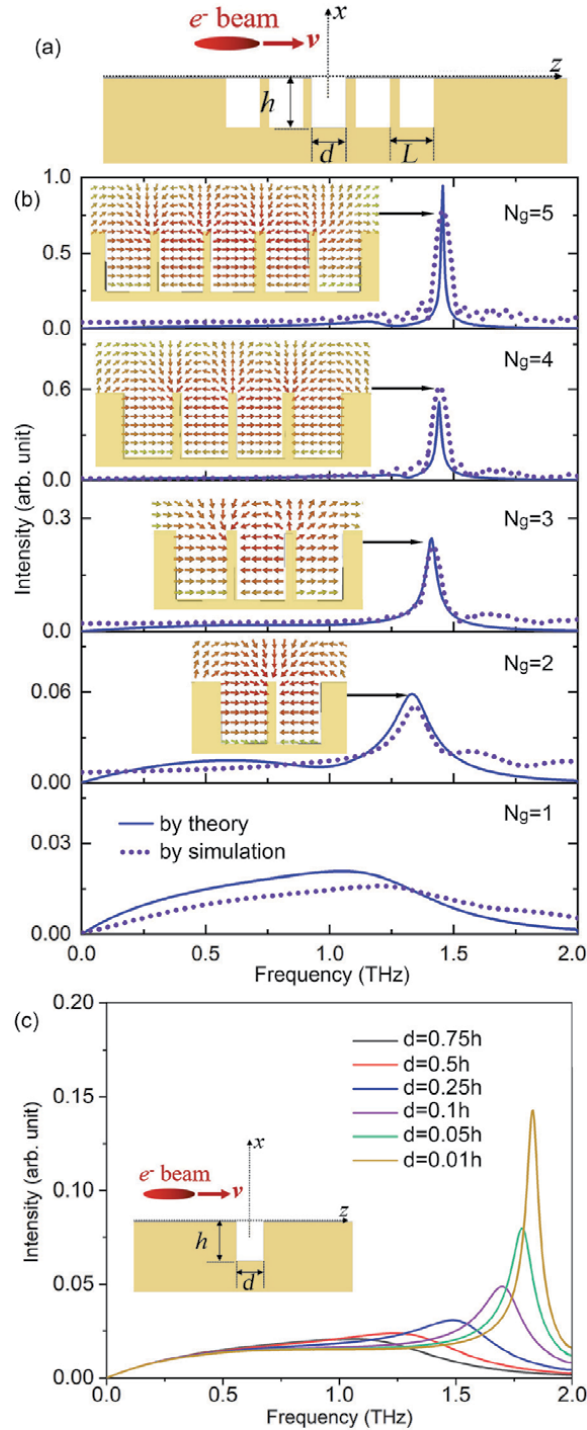 (a)
e⁻ beam
v
x
z
h
d
L
(b)
1.0
0.5
0.0
Ng=5
0.6
0.0
Ng=4
0.3
0.0
Ng=3
0.06
0.00
Ng=2
0.03
0.00
Ng=1
by theory
by simulation
Intensity (arb. unit)
0.0 0.5 1.0 1.5 2.0
Frequency (THz)
(c)
0.20
0.15
0.10
0.05
0.00
Intensity (arb. unit)
d=0.75h
d=0.5h
d=0.25h
d=0.1h
d=0.05h
d=0.01h
e⁻ beam
v
x
z
h
d
0.0 0.5 1.0 1.5 2.0
Frequency (THz)